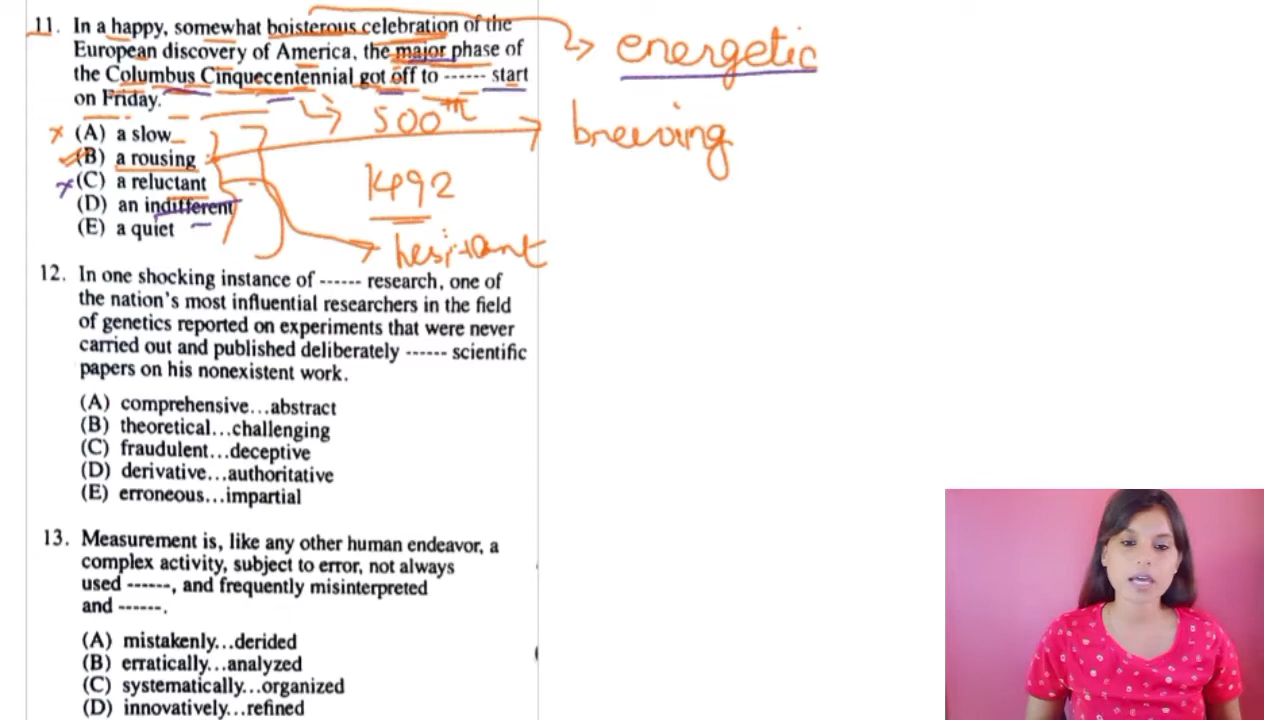 11. In a happy, somewhat boisterous celebration of the
European discovery of America, the major phase of
the Columbus Cinquecentennial got off to ------ start
on Friday.
(A) a slow
(B) a rousing
(C) a reluctant
(D) an indifferent
(E) a quiet
energetic
500th
breeving
1492
hesitant
12. In one shocking instance of ------ research, one of
the nation's most influential researchers in the field
of genetics reported on experiments that were never
carried out and published deliberately ------ scientific
papers on his nonexistent work.
(A) comprehensive...abstract
(B) theoretical...challenging
(C) fraudulent...deceptive
(D) derivative...authoritative
(E) erroneous...impartial
13. Measurement is, like any other human endeavor, a
complex activity, subject to error, not always
used ------, and frequently misinterpreted
and ------.
(A) mistakenly...derided
(B) erratically...analyzed
(C) systematically...organized
(D) innovatively...refined